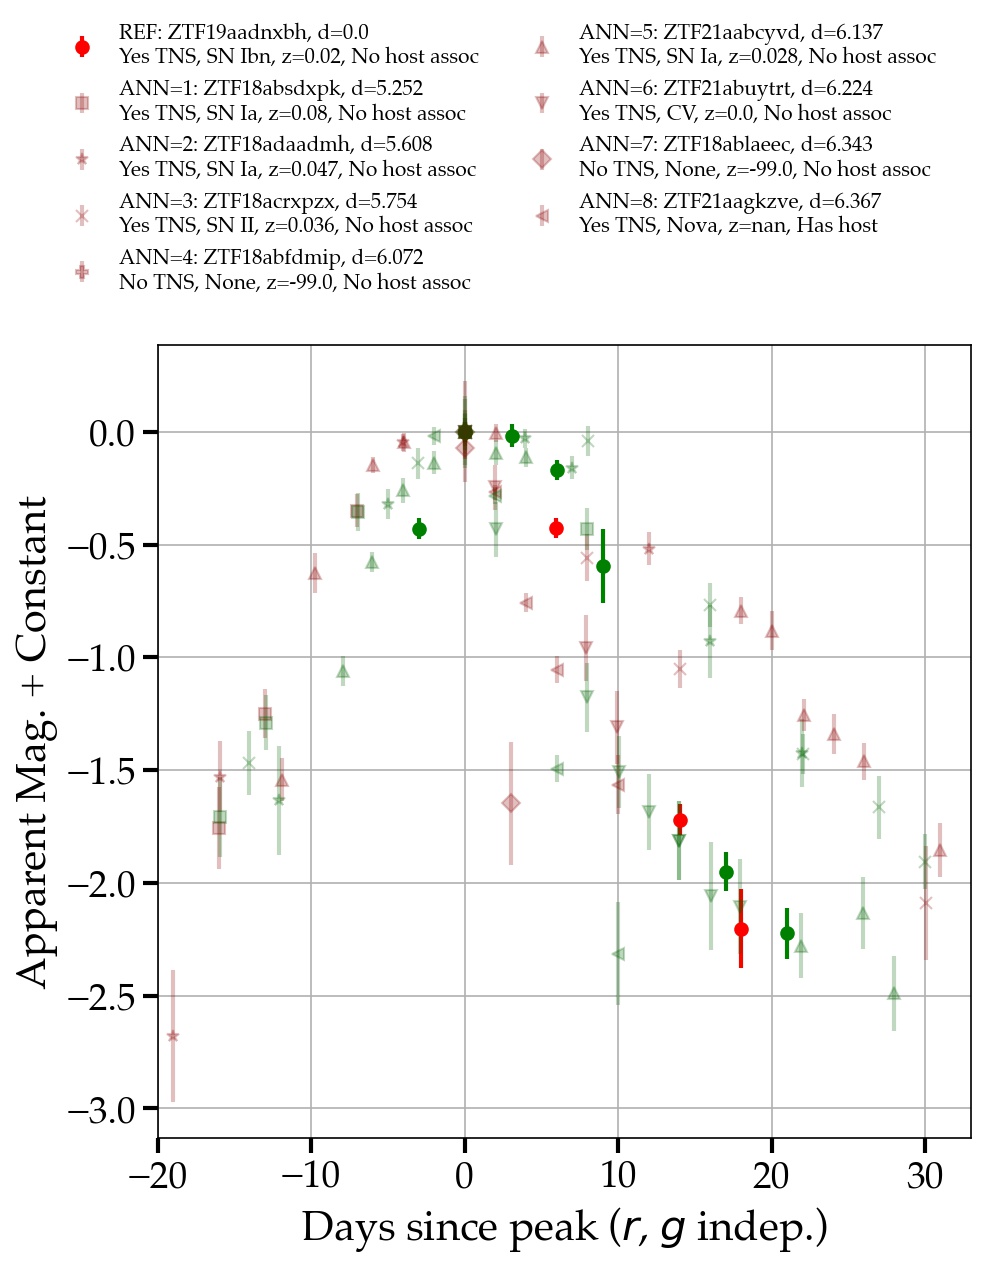 REF: ZTF19aadnxbh, d=0.0
Yes TNS, SN Ibn, z=0.02, No host assoc
ANN=1: ZTF18absdxpk, d=5.252
Yes TNS, SN Ia, z=0.08, No host assoc
ANN=2: ZTF18adaadmh, d=5.608
Yes TNS, SN Ia, z=0.047, No host assoc
ANN=3: ZTF18acrxpzx, d=5.754
Yes TNS, SN II, z=0.036, No host assoc
ANN=4: ZTF18abfdmip, d=6.072
No TNS, None, z=-99.0, No host assoc
ANN=5: ZTF21aabcyvd, d=6.137
Yes TNS, SN Ia, z=0.028, No host assoc
ANN=6: ZTF21abuytrt, d=6.224
Yes TNS, CV, z=0.0, No host assoc
ANN=7: ZTF18ablaeec, d=6.343
No TNS, None, z=-99.0, No host assoc
ANN=8: ZTF21aagkzve, d=6.367
Yes TNS, Nova, z=nan, Has host
Apparent Mag. + Constant
0.0
−0.5
−1.0
−1.5
−2.0
−2.5
−3.0
−20 −10 0 10 20 30
Days since peak (r, g indep.)